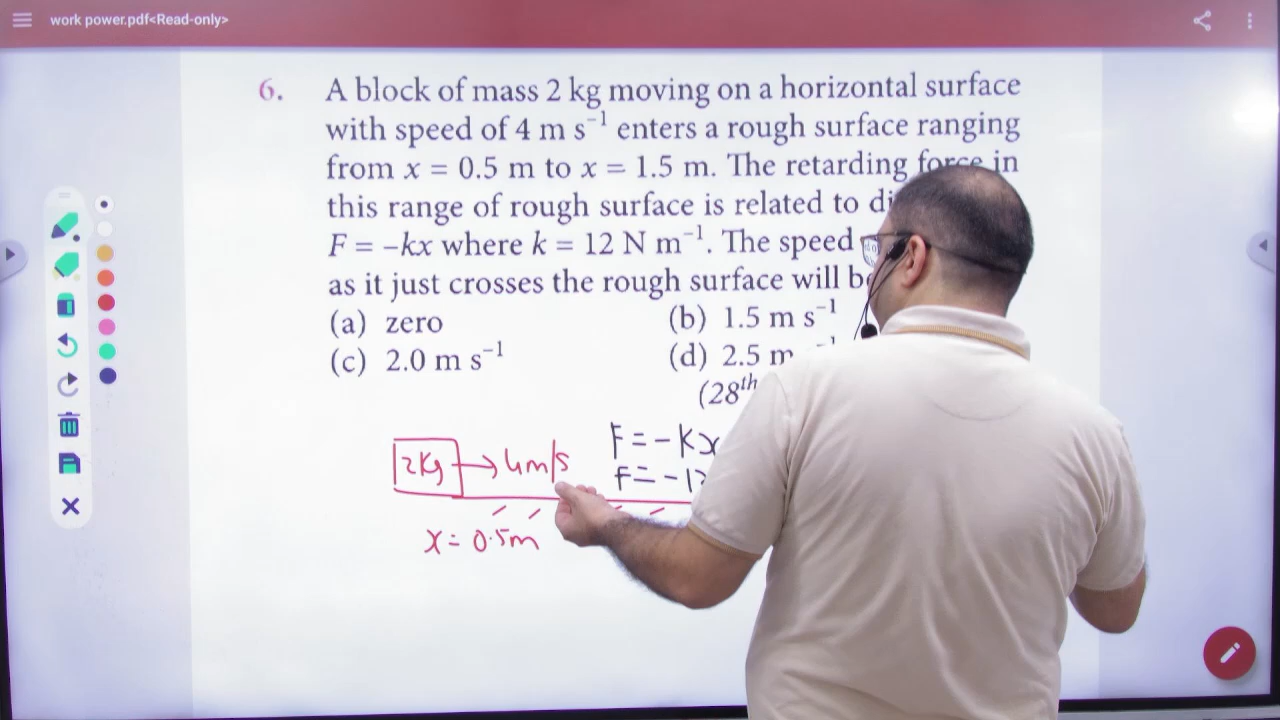 work power.pdf<Read-only>
6. A block of mass 2 kg moving on a horizontal surface
with speed of 4 m s⁻¹ enters a rough surface ranging
from x = 0.5 m to x = 1.5 m. The retarding force in
this range of rough surface is related to
F = −kx where k = 12 N m⁻¹. The speed
as it just crosses the rough surface will
(a) zero (b) 1.5 m s⁻¹
(c) 2.0 m s⁻¹ (d) 2.5 m
(28th
2kg → 4m/s F = -kx
F = -12
x = 0.5m